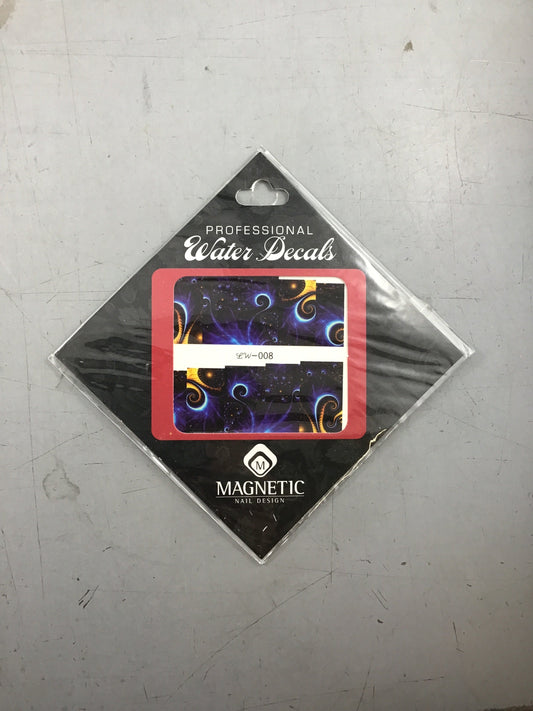 PROFESSIONAL
Water Decals
LW-008
M
MAGNETIC
NAIL DESIGN